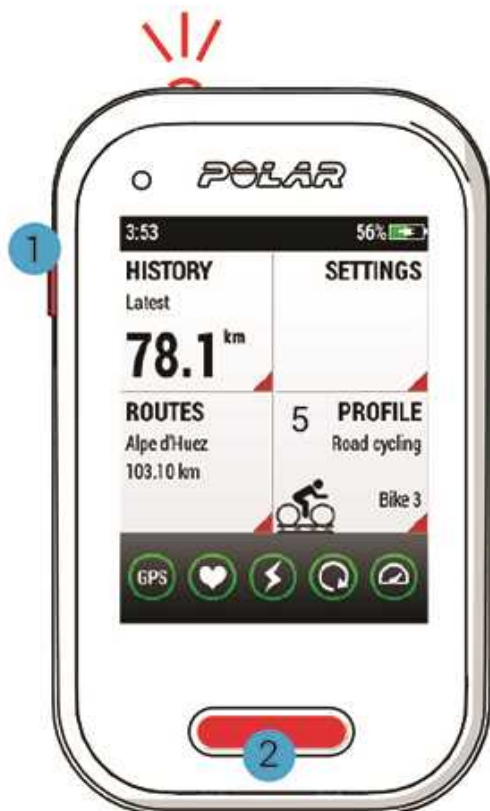 POLAR
1
3:53 56%
HISTORY
Latest
78.1 km
SETTINGS
ROUTES
Alpe d'Huez
103.10 km
5 PROFILE
Road cycling
Bike 3
GPS
2